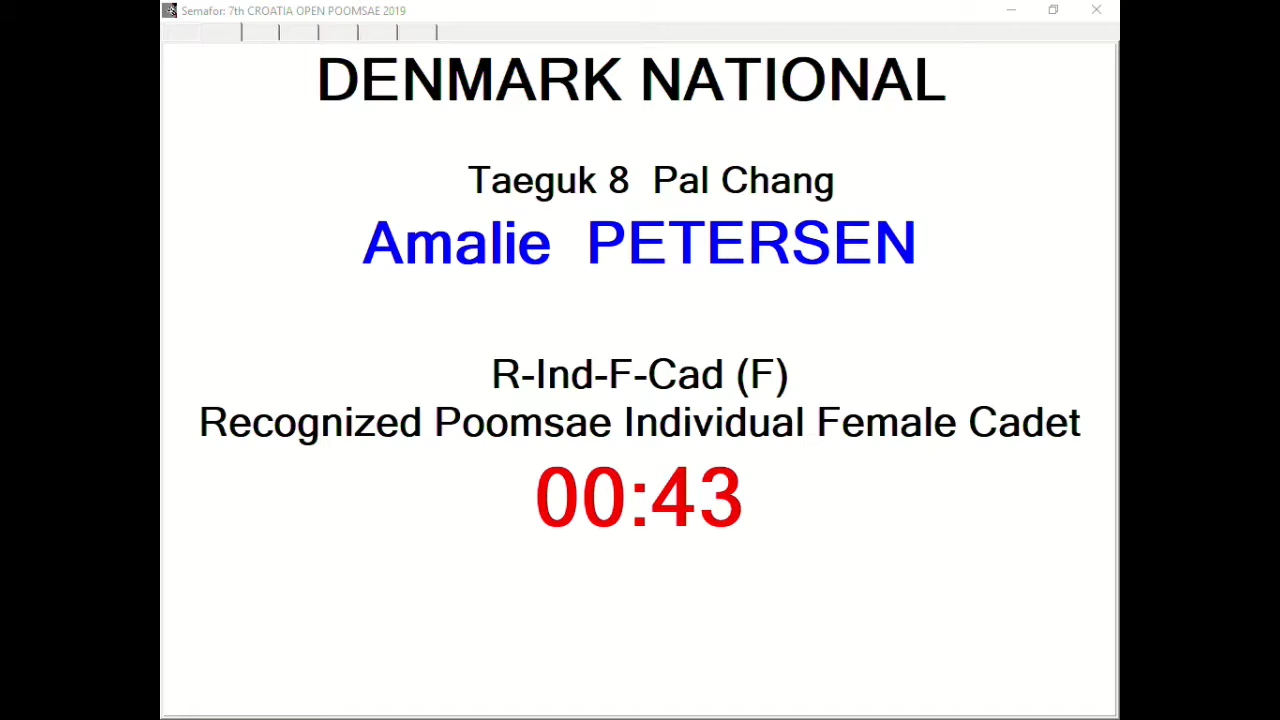 Semafor: 7th CROATIA OPEN POOMSAE 2019
DENMARK NATIONAL
Taeguk 8 Pal Chang
Amalie PETERSEN
R-Ind-F-Cad (F)
Recognized Poomsae Individual Female Cadet
00:43